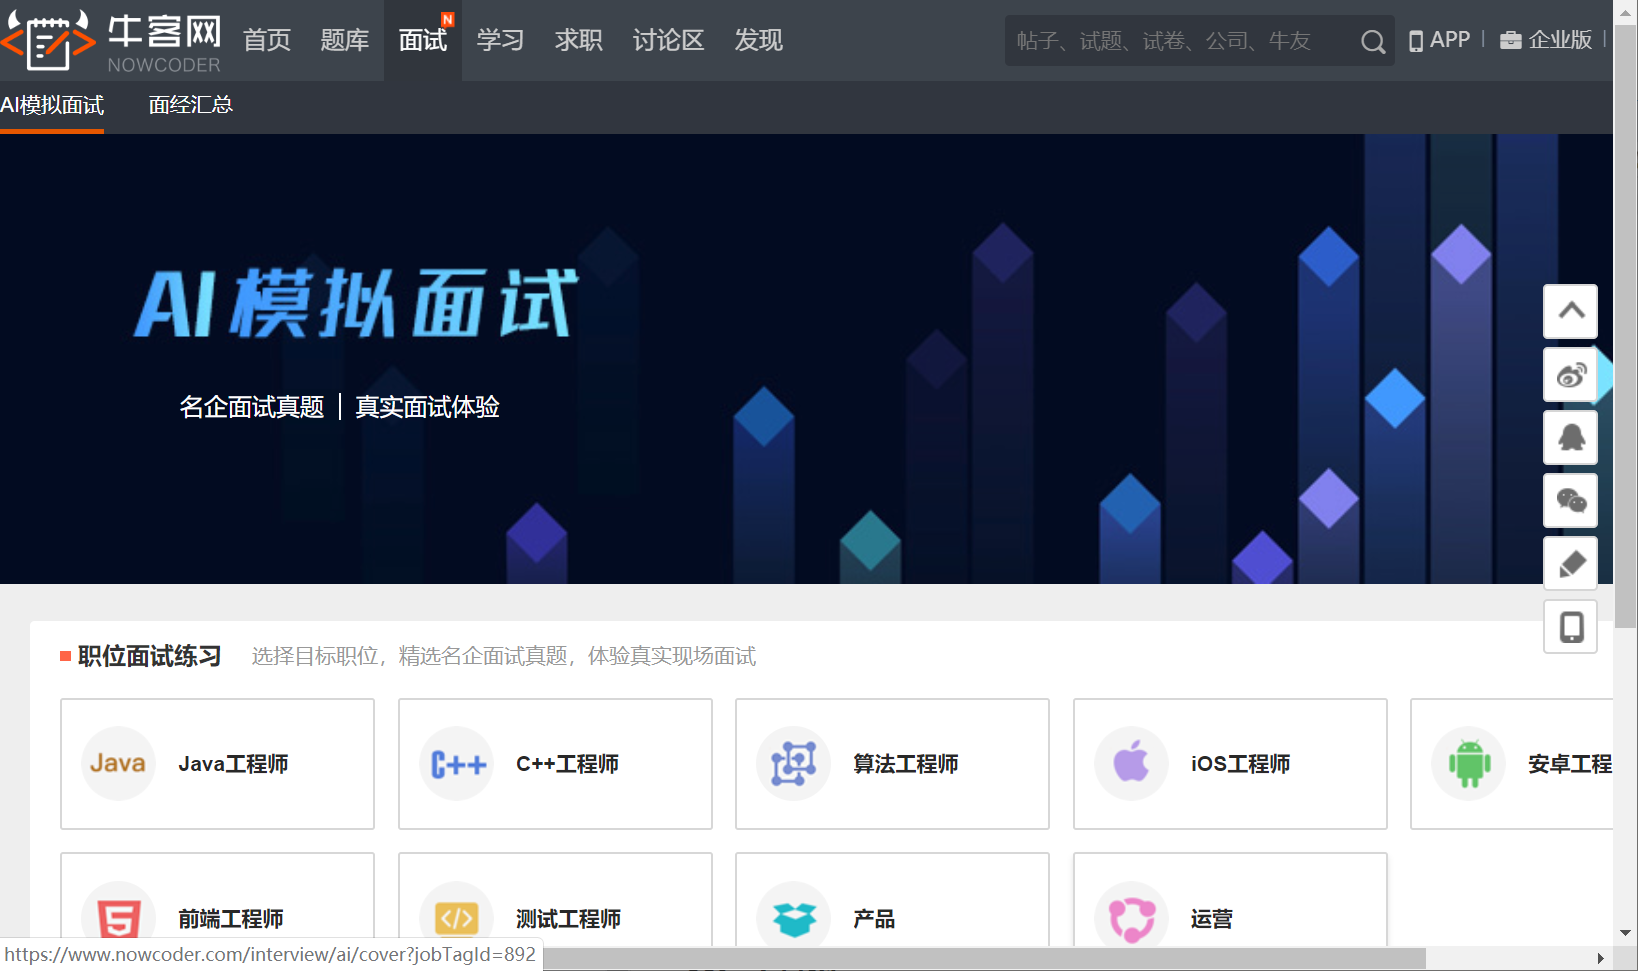 牛客网
NOWCODER
首页 题库 面试 N 学习 求职 讨论区 发现
帖子、试题、试卷、公司、牛友
APP
企业版
AI模拟面试 面经汇总
AI模拟面试
名企面试真题 | 真实面试体验
职位面试练习 选择目标职位，精选名企面试真题，体验真实现场面试
Java Java工程师
C++ C++工程师
算法工程师
iOS工程师
安卓工程
5 前端工程师
</> 测试工程师
产品
运营
https://www.nowcoder.com/interview/ai/cover?jobTagId=892